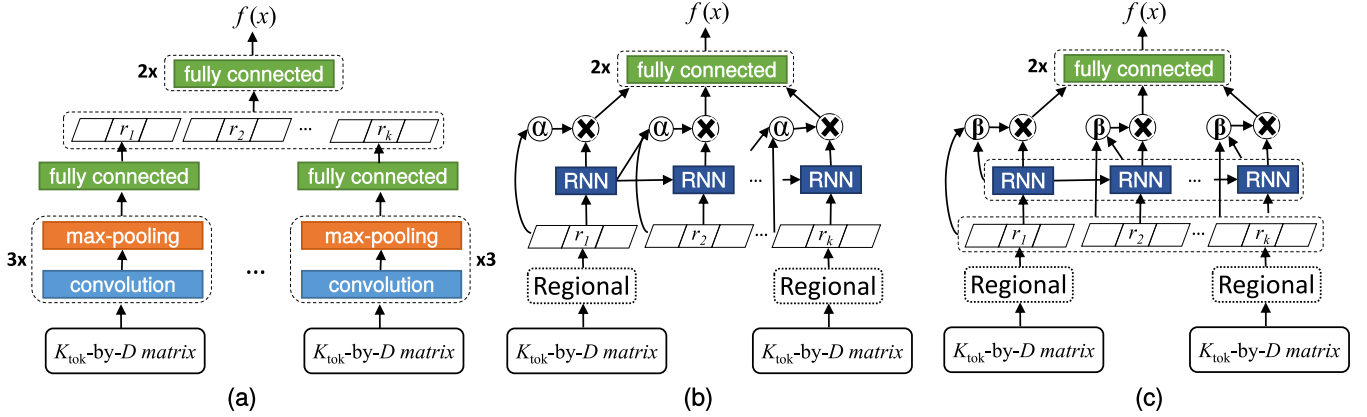 f (x)
2x
fully connected
r1
r2
...
rk
fully connected
fully connected
3x
max-pooling
convolution
...
max-pooling
convolution
x3
Ktok-by-D matrix
Ktok-by-D matrix
(a)
f (x)
2x
fully connected
α
α
α
RNN
RNN
...
RNN
r1
r2
...
rk
Regional
Regional
Ktok-by-D matrix
Ktok-by-D matrix
(b)
f (x)
2x
fully connected
β
β
β
RNN
RNN
...
RNN
r1
r2
...
rk
Regional
Regional
Ktok-by-D matrix
Ktok-by-D matrix
(c)